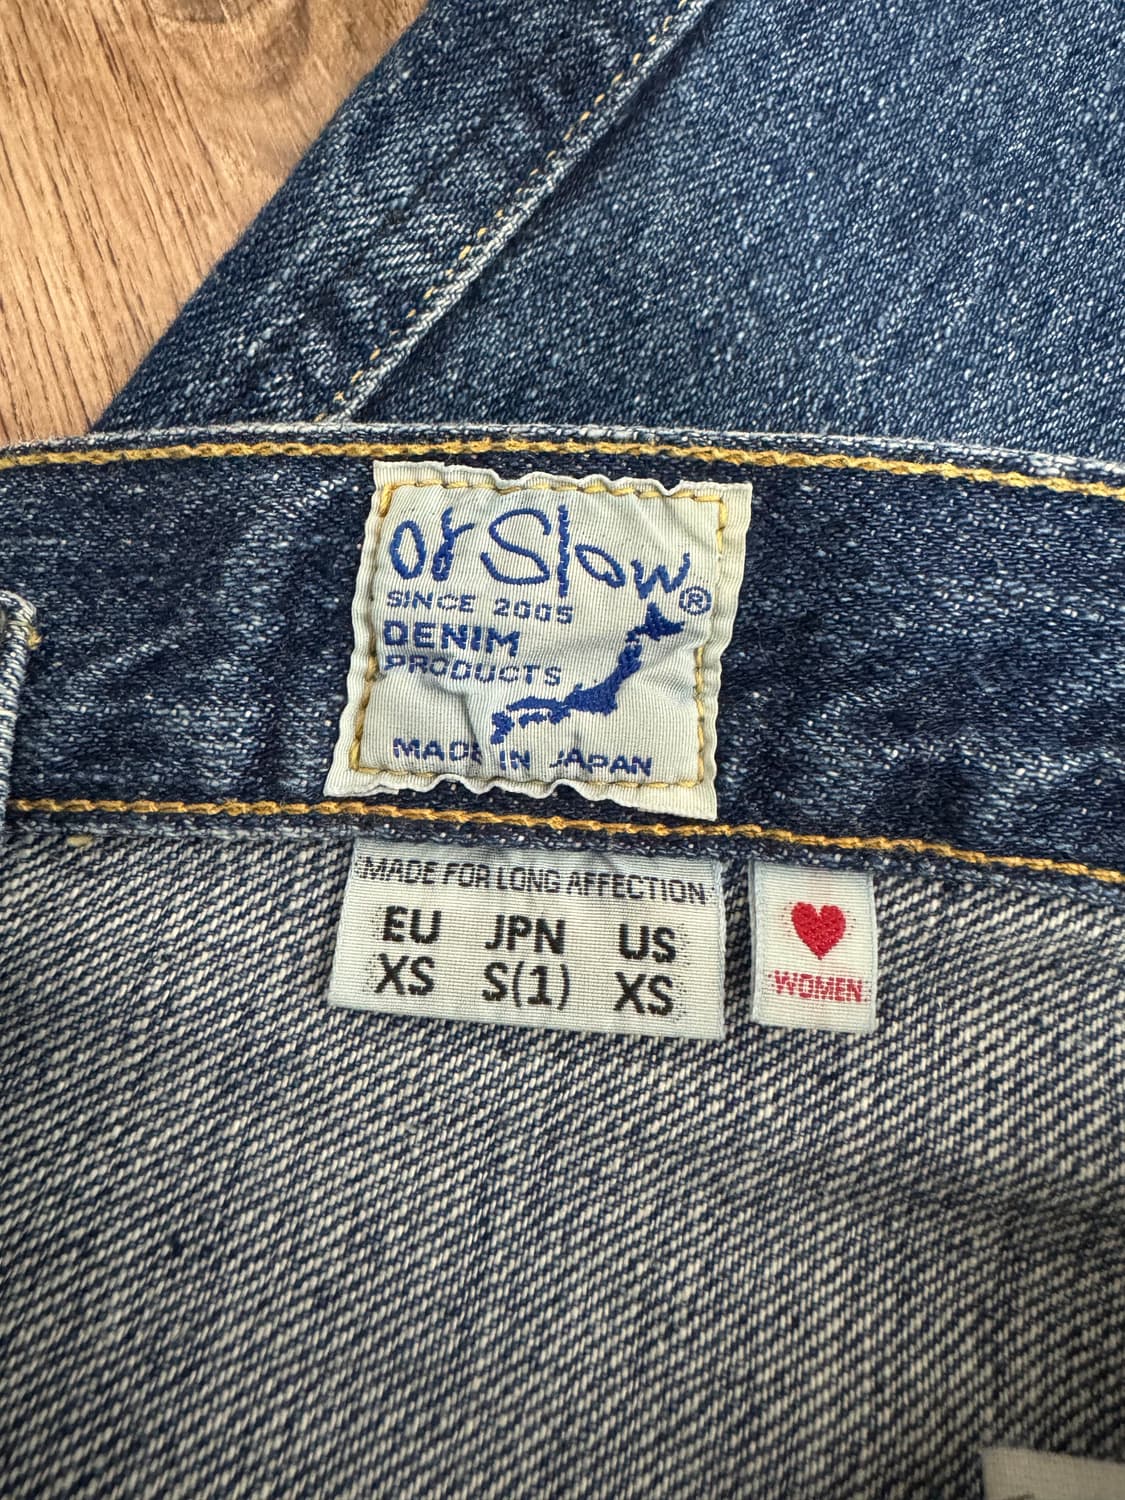 orSlow®
SINCE 2005
DENIM
PRODUCTS
MADE IN JAPAN
MADE FOR LONG AFFECTION
EU JPN US
XS S(1) XS
WOMEN